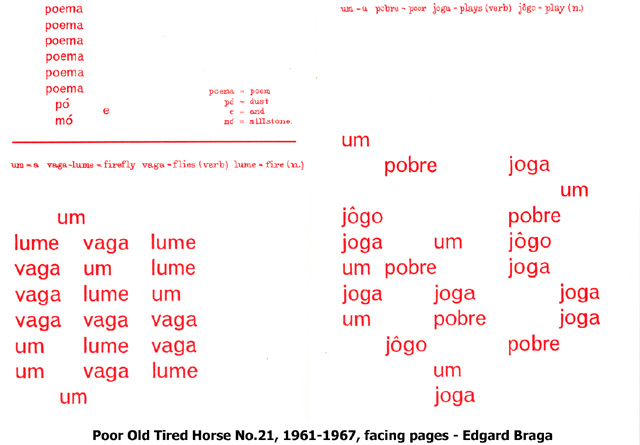 poema
poema
poema
poema
poema
poema
pó
e
mó
poema = poem
pó = dust
e = and
mó = millstone.
um = a vaga-lume = firefly vaga = flies (verb) lume = fire (n.)
um
lume vaga lume
vaga um lume
vaga lume um
vaga vaga vaga
um lume vaga
um vaga lume
um
um = a pobre = poor joga = plays (verb) jôgo = play (n.)
um
pobre joga
um
jôgo pobre
joga um jôgo
um pobre joga
joga joga joga
um pobre joga
jôgo pobre
um
joga
Poor Old Tired Horse No.21, 1961-1967, facing pages - Edgard Braga